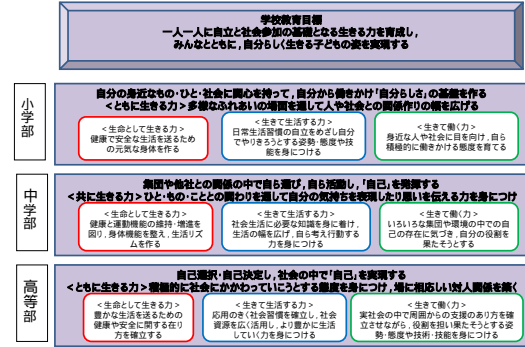 学校教育目標
一人一人に自立と社会参加の基礎となる生きる力を育成し，
みんなとともに，自分らしく生きる子どもの姿を実現する
小学部
自分の身近なもの・ひと・社会に関心を持って，自分から働きかけ「自分らしさ」の基盤を作る
＜ともに生きる力＞多様なふれあいの場面を通して人や社会との関係作りの幅を広げる
＜生命として生きる力＞
健康で安全な生活を送るため
の元気な身体を作る
＜生きて生活する力＞
日常生活習慣の自立をめざし自分
でやりきろうとする姿勢・態度や技
能を身につける
＜生きて働く力＞
身近な人や社会に目を向け，自ら
積極的に働きかける態度を育てる
中学部
集団や他社との関係の中で自ら選び，自ら活動し，「自己」を発揮する
＜共に生きる力＞ひと・もの・こととの関わりを通して自分の気持ちを表現したり思いを伝える力を身につけ
＜生命として生きる力＞
健康と運動機能の維持・増進を
図り，身体機能を整え，生活リズ
ムを作る
＜生きて生活する力＞
社会生活に必要な知識を身に着け，
生活の幅を広げ，自ら考え行動する
力を身につける
＜生きて働く力＞
いろいろな集団や環境の中での自
己の存在に気づき，自分の役割を
果たそうとする
高等部
自己選択・自己決定し，社会の中で「自己」を実現する
＜ともに生きる力＞積極的に社会にかかわっていこうとする態度を身につけ，場に相応しい対人関係を築く
＜生命として生きる力＞
豊かな生活を送るための
健康や安全に関する在り
方を確立する
＜生きて生活する力＞
応用のきく社会習慣を確立し，社会
資源を広く活用し，より豊かに生活
していく力を身につける
＜生きて働く力＞
実社会の中で周囲からの支援のあり方を確
立させながら，役割を担い果たそうとする姿
勢・態度や技術・技能を身につける